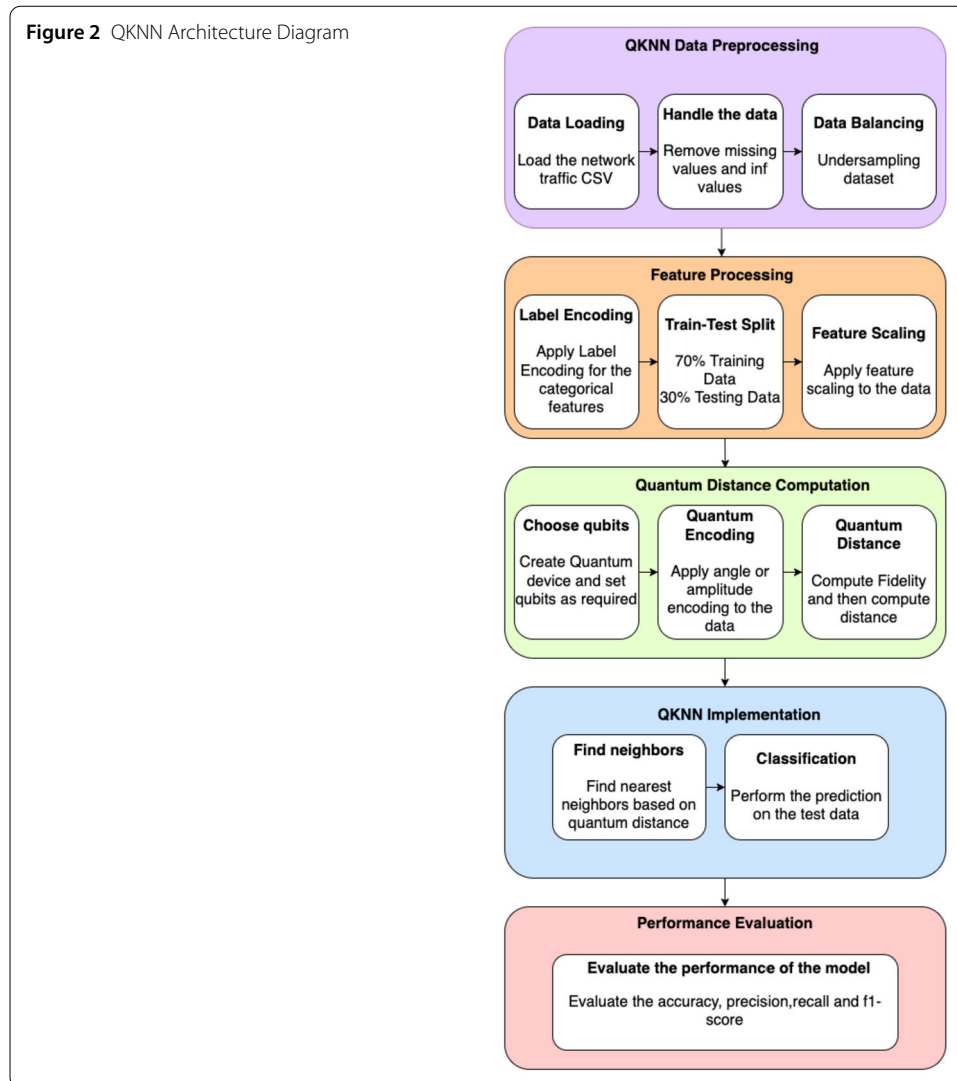 Figure 2 QKNN Architecture Diagram
QKNN Data Preprocessing
Data Loading
Load the network
traffic CSV
Handle the data
Remove missing
values and inf
values
Data Balancing
Undersampling
dataset
Feature Processing
Label Encoding
Apply Label
Encoding for the
categorical
features
Train-Test Split
70% Training
Data
30% Testing Data
Feature Scaling
Apply feature
scaling to the data
Quantum Distance Computation
Choose qubits
Create Quantum
device and set
qubits as required
Quantum
Encoding
Apply angle or
amplitude
encoding to the
data
Quantum
Distance
Compute Fidelity
and then compute
distance
QKNN Implementation
Find neighbors
Find nearest
neighbors based on
quantum distance
Classification
Perform the prediction
on the test data
Performance Evaluation
Evaluate the performance of the model
Evaluate the accuracy, precision,recall and f1-
score